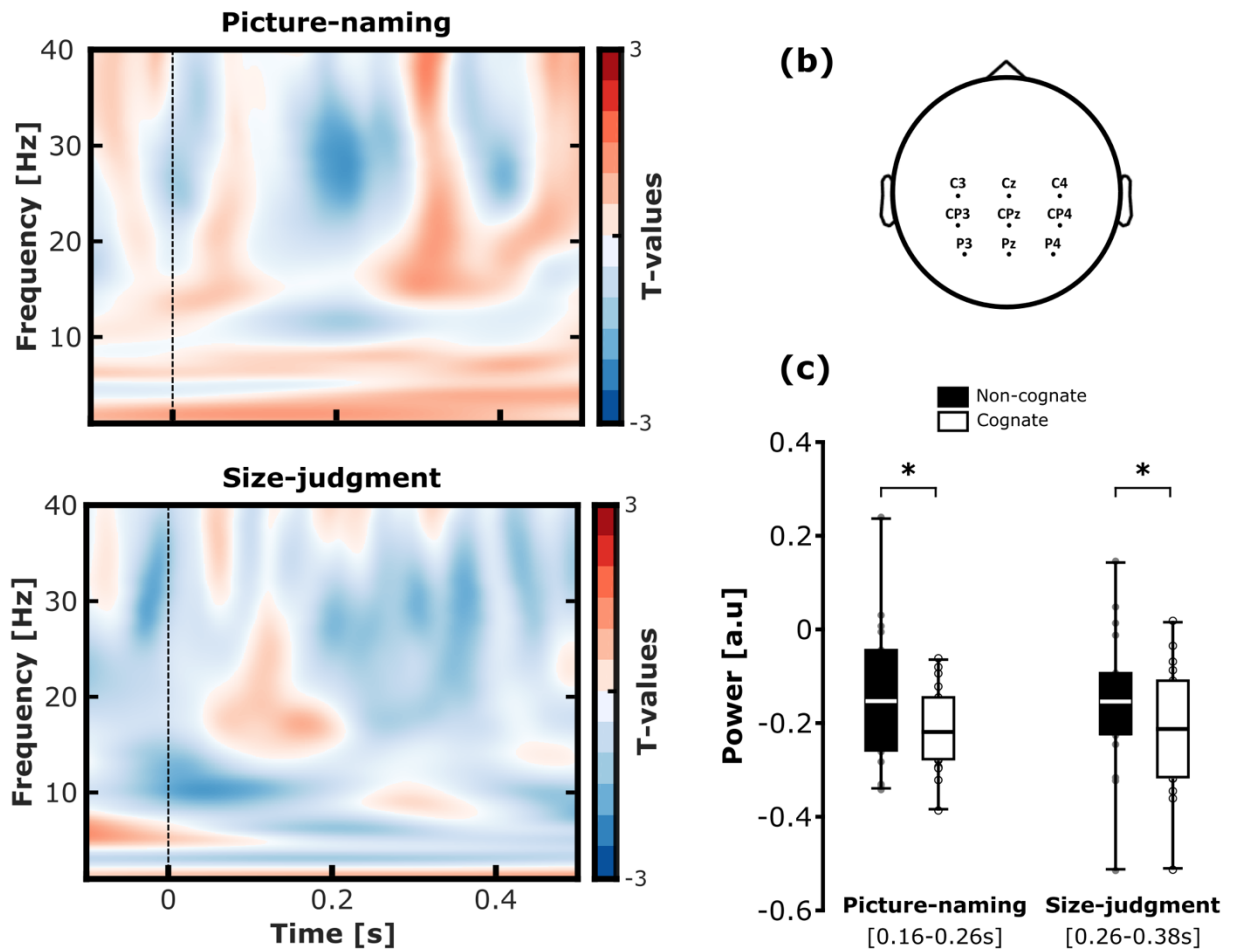 Picture-naming
40
30
20
10
Frequency [Hz]
3
-3
T-values
Size-judgment
40
30
20
10
Frequency [Hz]
0
0.2
0.4
Time [s]
3
-3
T-values
(b)
C3 Cz C4
CP3 CPz CP4
P3 Pz P4
(c)
Non-cognate
Cognate
0.4
0.2
0
-0.2
-0.4
-0.6
Power [a.u]
*
*
Picture-naming Size-judgment
[0.16-0.26s] [0.26-0.38s]